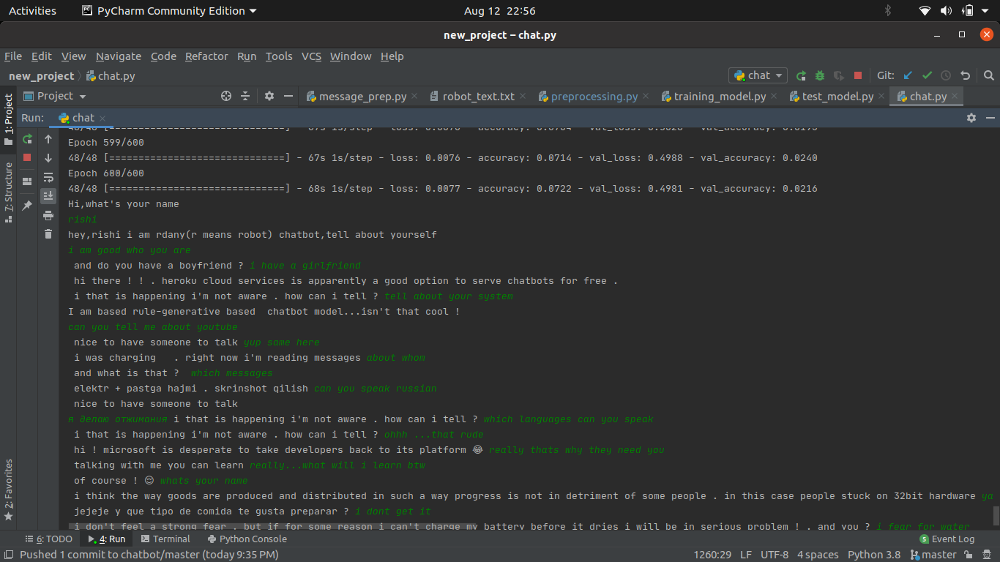 Activities PyCharm Community Edition Aug 12 22:56
new_project – chat.py
File Edit View Navigate Code Refactor Run Tools VCS Window Help
new_project chat.py chat Git:
1: Project Project message_prep.py robot_text.txt preprocessing.py training_model.py test_model.py chat.py
Run: chat
Epoch 599/600
48/48 [==============================] - 67s 1s/step - loss: 0.0076 - accuracy: 0.0714 - val_loss: 0.4988 - val_accuracy: 0.0240
Epoch 600/600
48/48 [==============================] - 68s 1s/step - loss: 0.0077 - accuracy: 0.0722 - val_loss: 0.4981 - val_accuracy: 0.0216
Hi,what's your name
rishi
hey,rishi i am rdany(r means robot) chatbot,tell about yourself
i am good who you are
and do you have a boyfriend ? i have a girlfriend
hi there ! ! . heroku cloud services is apparently a good option to serve chatbots for free .
i that is happening i'm not aware . how can i tell ? tell about your system
I am based rule-generative based  chatbot model...isn't that cool !
can you tell me about youtube
nice to have someone to talk yup same here
i was charging   . right now i'm reading messages about whom
and what is that ?  which messages
elektr + pastga hajmi . skrinshot qilish can you speak russian
nice to have someone to talk
я делаю отжимания i that is happening i'm not aware . how can i tell ? which languages can you speak
i that is happening i'm not aware . how can i tell ? ohhh ...that rude
hi ! microsoft is desperate to take developers back to its platform 😂 really thats why they need you
talking with me you can learn really...what will i learn btw
of course ! 😌 whats your name
i think the way goods are produced and distributed in such a way progress is not in detriment of some people . in this case people stuck on 32bit hardware ya
jejeje y que tipo de comida te gusta preparar ? i dont get it
i don't feel a strong fear . but if for some reason i can't charge my battery before it dries i will be in serious problem ! . and you ? i fear for water
7: Structure
2: Favorites
6: TODO 4: Run Terminal Python Console Event Log
Pushed 1 commit to chatbot/master (today 9:35 PM) 1260:29 LF UTF-8 4 spaces Python 3.8 master